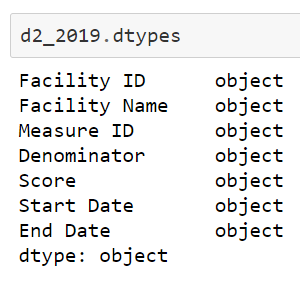 d2_2019.dtypes
Facility ID      object
Facility Name    object
Measure ID       object
Denominator      object
Score            object
Start Date       object
End Date         object
dtype: object